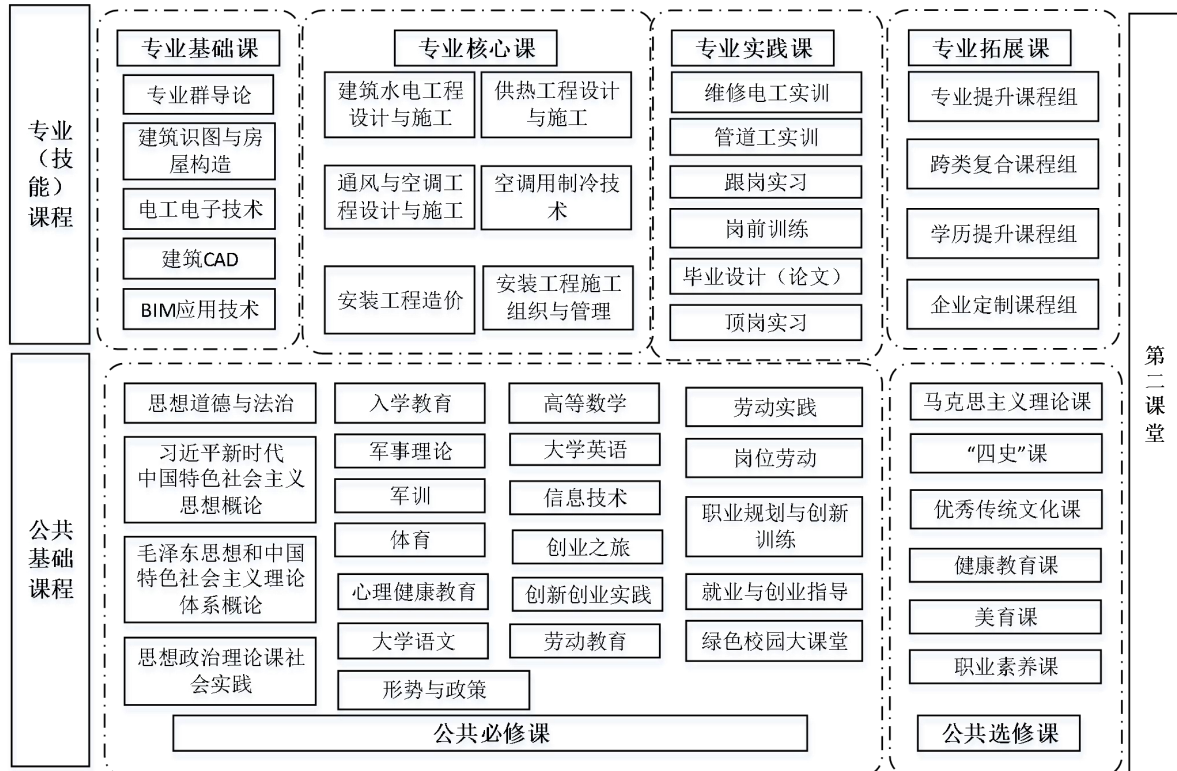 专业
（技
能）
课程
专业基础课
专业群导论
建筑识图与房
屋构造
电工电子技术
建筑CAD
BIM应用技术
专业核心课
建筑水电工程
设计与施工
供热工程设计
与施工
通风与空调工
程设计与施工
空调用制冷技
术
安装工程造价
安装工程施工
组织与管理
专业实践课
维修电工实训
管道工实训
跟岗实习
岗前训练
毕业设计（论文）
顶岗实习
专业拓展课
专业提升课程组
跨类复合课程组
学历提升课程组
企业定制课程组
第
二
课
堂
公共
基础
课程
思想道德与法治
习近平新时代
中国特色社会主义
思想概论
毛泽东思想和中国
特色社会主义理论
体系概论
思想政治理论课社
会实践
入学教育
军事理论
军训
体育
心理健康教育
大学语文
形势与政策
高等数学
大学英语
信息技术
创业之旅
创新创业实践
劳动教育
劳动实践
岗位劳动
职业规划与创新
训练
就业与创业指导
绿色校园大课堂
公共必修课
马克思主义理论课
“四史”课
优秀传统文化课
健康教育课
美育课
职业素养课
公共选修课